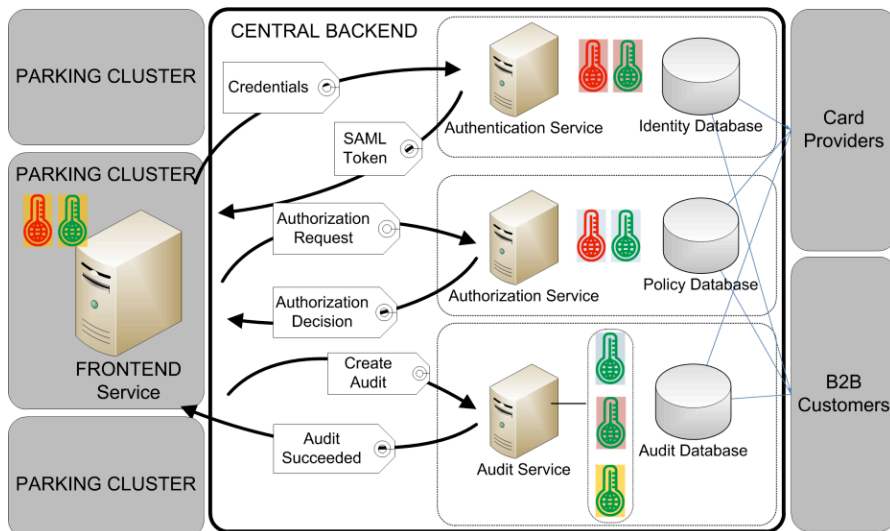 PARKING CLUSTER
PARKING CLUSTER
FRONTEND
Service
PARKING CLUSTER
CENTRAL BACKEND
Credentials
SAML
Token
Authorization
Request
Authorization
Decision
Create
Audit
Audit
Succeeded
Authentication Service
Identity Database
Authorization Service
Policy Database
Audit Service
Audit Database
Card
Providers
B2B
Customers